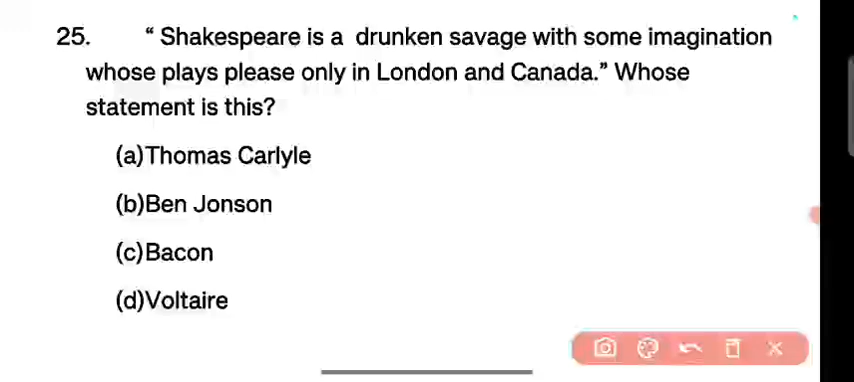 25. “ Shakespeare is a drunken savage with some imagination
whose plays please only in London and Canada.” Whose
statement is this?
(a)Thomas Carlyle
(b)Ben Jonson
(c)Bacon
(d)Voltaire